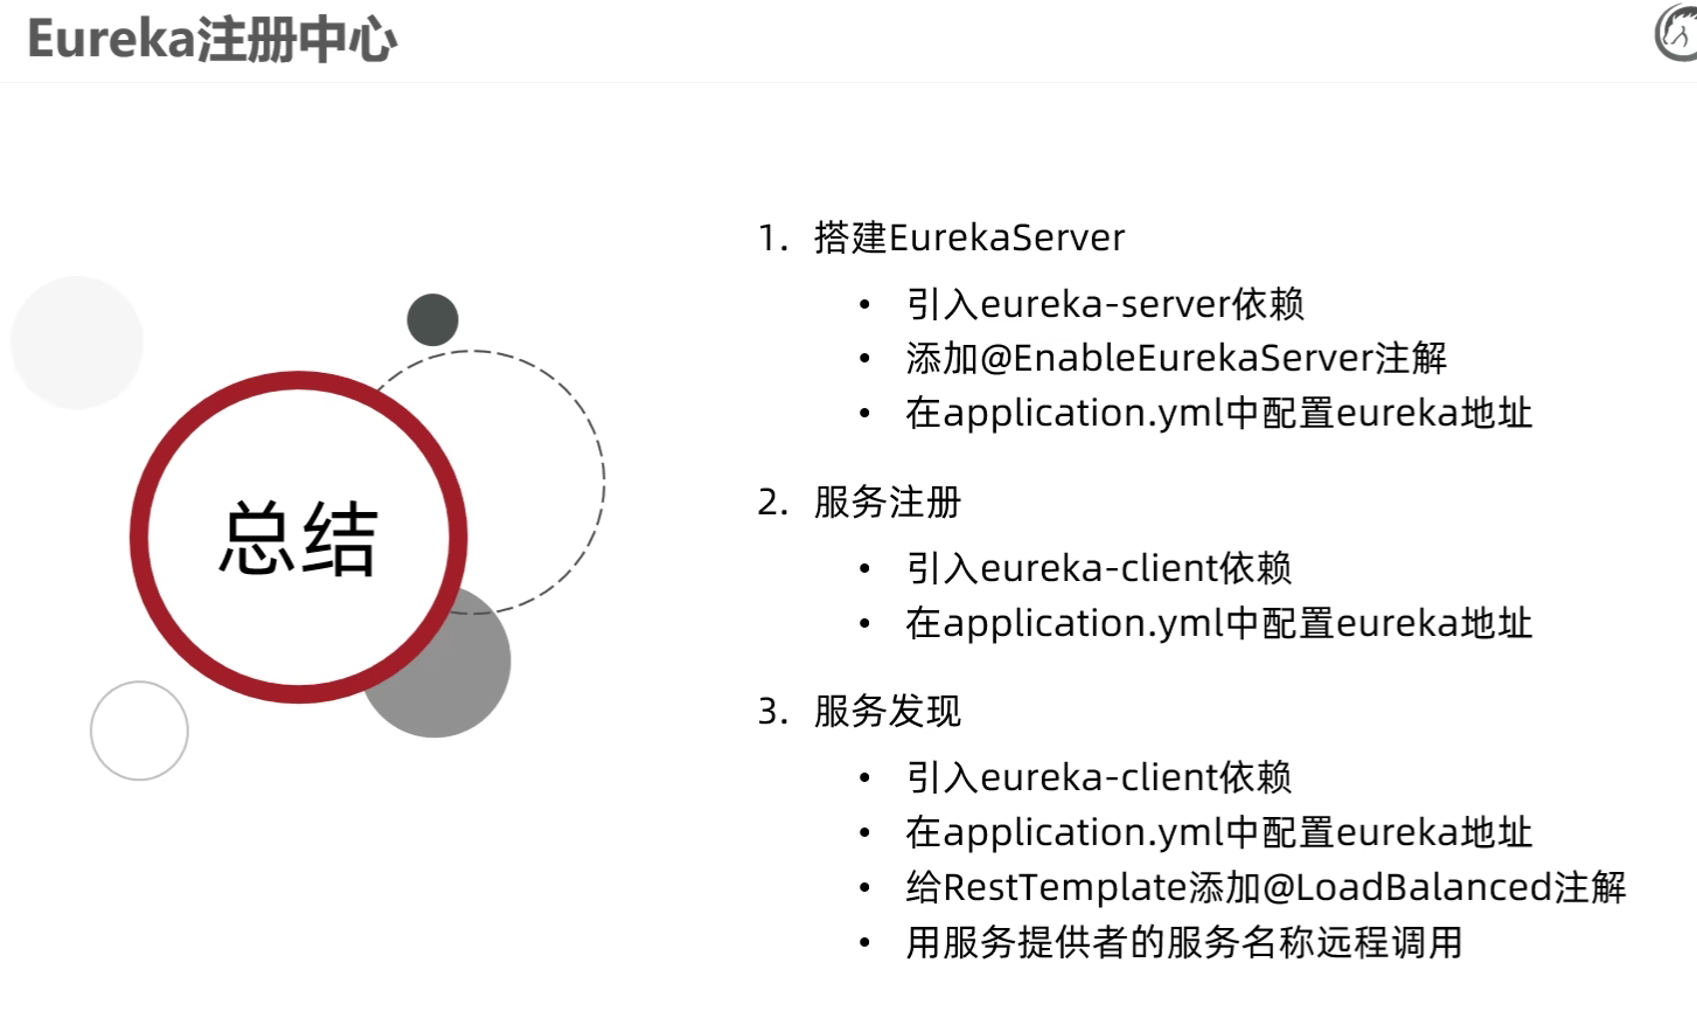 Eureka注册中心
总结
1. 搭建EurekaServer
• 引入eureka-server依赖
• 添加@EnableEurekaServer注解
• 在application.yml中配置eureka地址
2. 服务注册
• 引入eureka-client依赖
• 在application.yml中配置eureka地址
3. 服务发现
• 引入eureka-client依赖
• 在application.yml中配置eureka地址
• 给RestTemplate添加@LoadBalanced注解
• 用服务提供者的服务名称远程调用